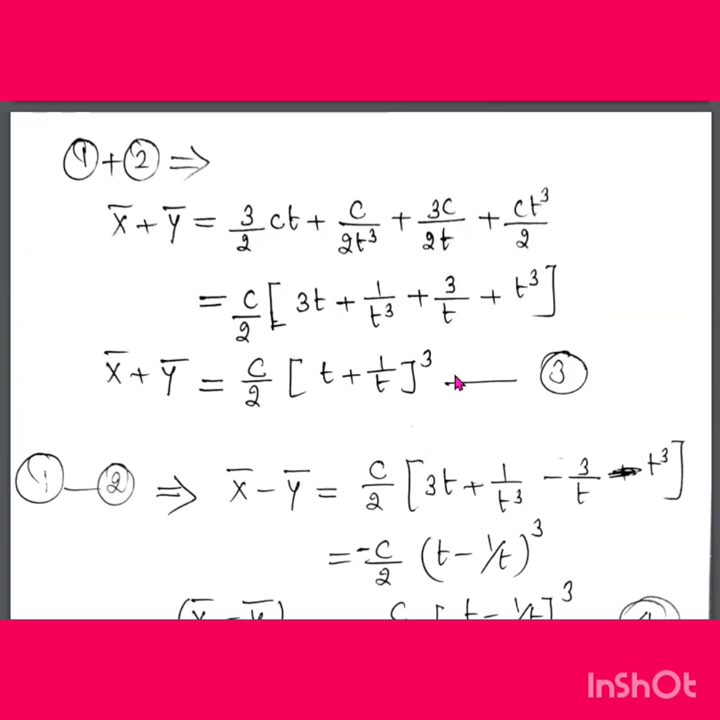 ① + ② ⇒
x̄ + ȳ = 3/2 ct + c/2t³ + 3c/2t + ct³/2
= c/2 [ 3t + 1/t³ + 3/t + t³ ]
x̄ + ȳ = c/2 [ t + 1/t ]³ —— ③
① — ② ⇒ x̄ - ȳ = c/2 [ 3t + 1/t³ - 3/t - t³ ]
= -c/2 (t - 1/t)³
InShOt